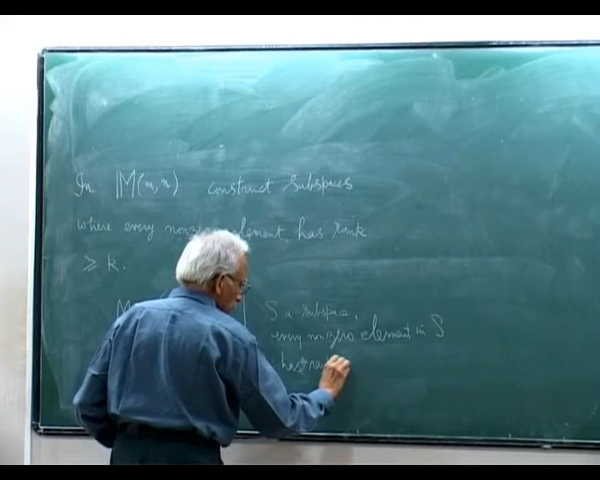 In M(m, n) construct subspaces
where every nonzero element has rank
≥ k.
M
S a subspace,
every nonzero element in S
has